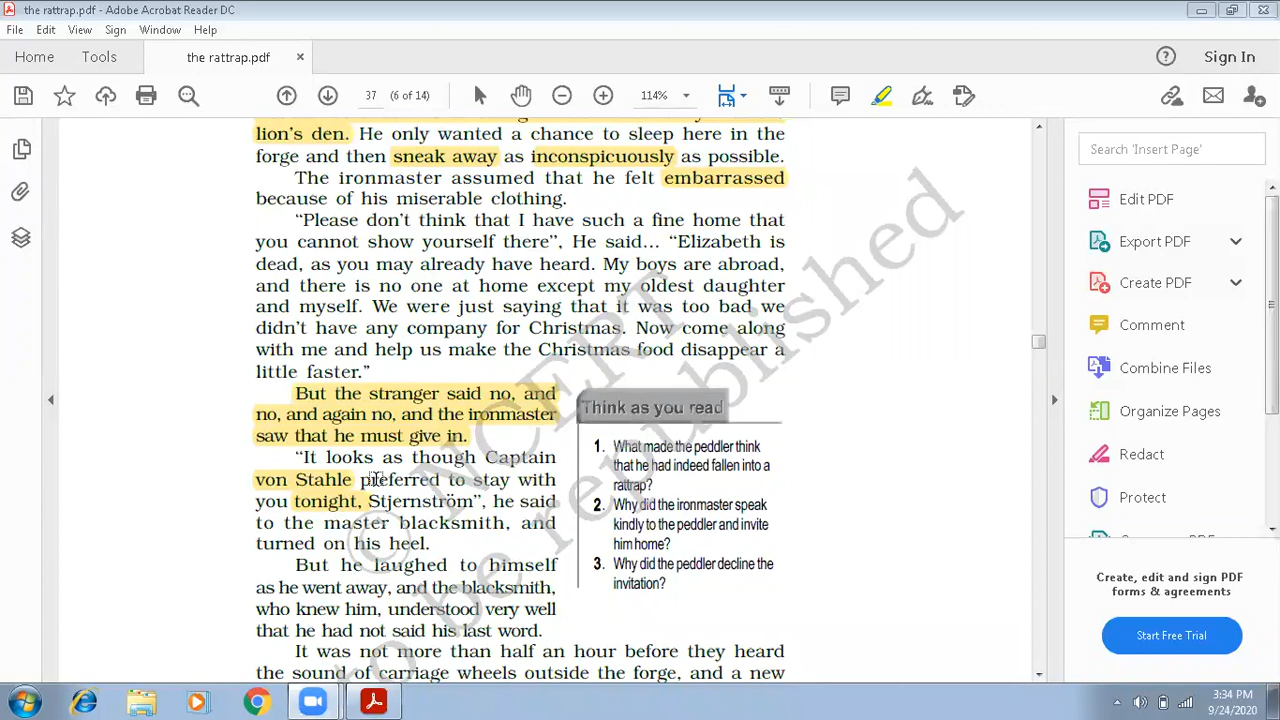 the rattrap.pdf - Adobe Acrobat Reader DC
File Edit View Sign Window Help
Home Tools the rattrap.pdf × Sign In
37 (6 of 14) 114%
lion's den. He only wanted a chance to sleep here in the
forge and then sneak away as inconspicuously as possible.
The ironmaster assumed that he felt embarrassed
because of his miserable clothing.
“Please don't think that I have such a fine home that
you cannot show yourself there”, He said... “Elizabeth is
dead, as you may already have heard. My boys are abroad,
and there is no one at home except my oldest daughter
and myself. We were just saying that it was too bad we
didn't have any company for Christmas. Now come along
with me and help us make the Christmas food disappear a
little faster.”
But the stranger said no, and
no, and again no, and the ironmaster
saw that he must give in.
“It looks as though Captain
von Stahle preferred to stay with
you tonight, Stjernström”, he said
to the master blacksmith, and
turned on his heel.
But he laughed to himself
as he went away, and the blacksmith,
who knew him, understood very well
that he had not said his last word.
It was not more than half an hour before they heard
the sound of carriage wheels outside the forge, and a new
Think as you read
1. What made the peddler think
that he had indeed fallen into a
rattrap?
2. Why did the ironmaster speak
kindly to the peddler and invite
him home?
3. Why did the peddler decline the
invitation?
© NCERT
to be republished
Search 'Insert Page'
Edit PDF
Export PDF
Create PDF
Comment
Combine Files
Organize Pages
Redact
Protect
Create, edit and sign PDF
forms & agreements
Start Free Trial
3:34 PM
9/24/2020